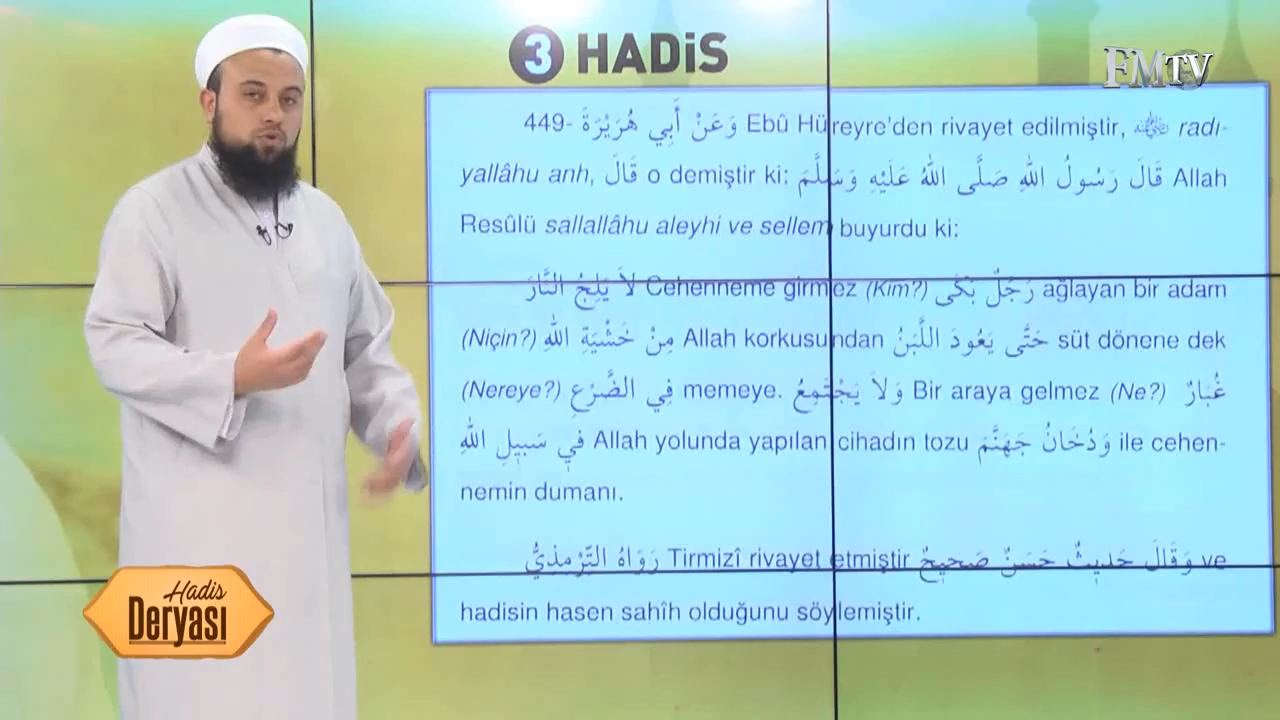 3 HADİS
FMTV
449- وَعَنْ أَبِي هُرَيْرَةَ Ebû Hüreyre'den rivayet edilmiştir, ﷺ radı-
yallâhu anh, قَالَ o demiştir ki: قَالَ رَسُولُ اللهِ صَلَّى اللهُ عَلَيْهِ وَسَلَّمَ Allah
Resûlü sallallâhu aleyhi ve sellem buyurdu ki:
لَا يَلِجُ النَّارَ Cehenneme girmez (Kim?) رَجُلٌ بَكَى ağlayan bir adam
(Niçin?) مِنْ خَشْيَةِ اللهِ Allah korkusundan حَتَّى يَعُودَ اللَّبَنُ süt dönene dek
(Nereye?) فِي الضَّرْعِ memeye. وَلَا يَجْتَمِعُ Bir araya gelmez (Ne?) غُبَارٌ
فِي سَبِيلِ اللهِ Allah yolunda yapılan cihadın tozu وَدُخَانُ جَهَنَّمَ ile cehen-
nemin dumanı.
رَوَاهُ التِّرْمِذِيُّ Tirmizî rivayet etmiştir وَقَالَ حَدِيثٌ حَسَنٌ صَحِيحٌ ve
hadisin hasen sahîh olduğunu söylemiştir.
Hadis
Deryası